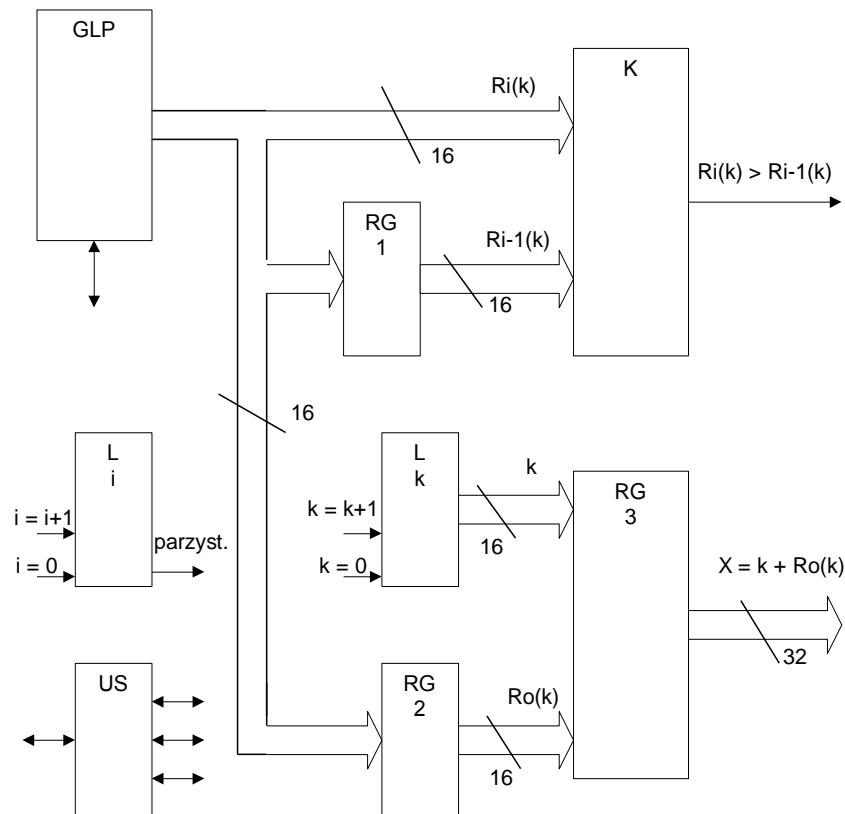 GLP
K
Ri(k)
16
Ri(k) > Ri-1(k)
RG
1
Ri-1(k)
16
16
L
i
i = i+1
i = 0
parzyst.
L
k
k = k+1
k = 0
k
16
RG
3
X = k + Ro(k)
32
US
RG
2
Ro(k)
16